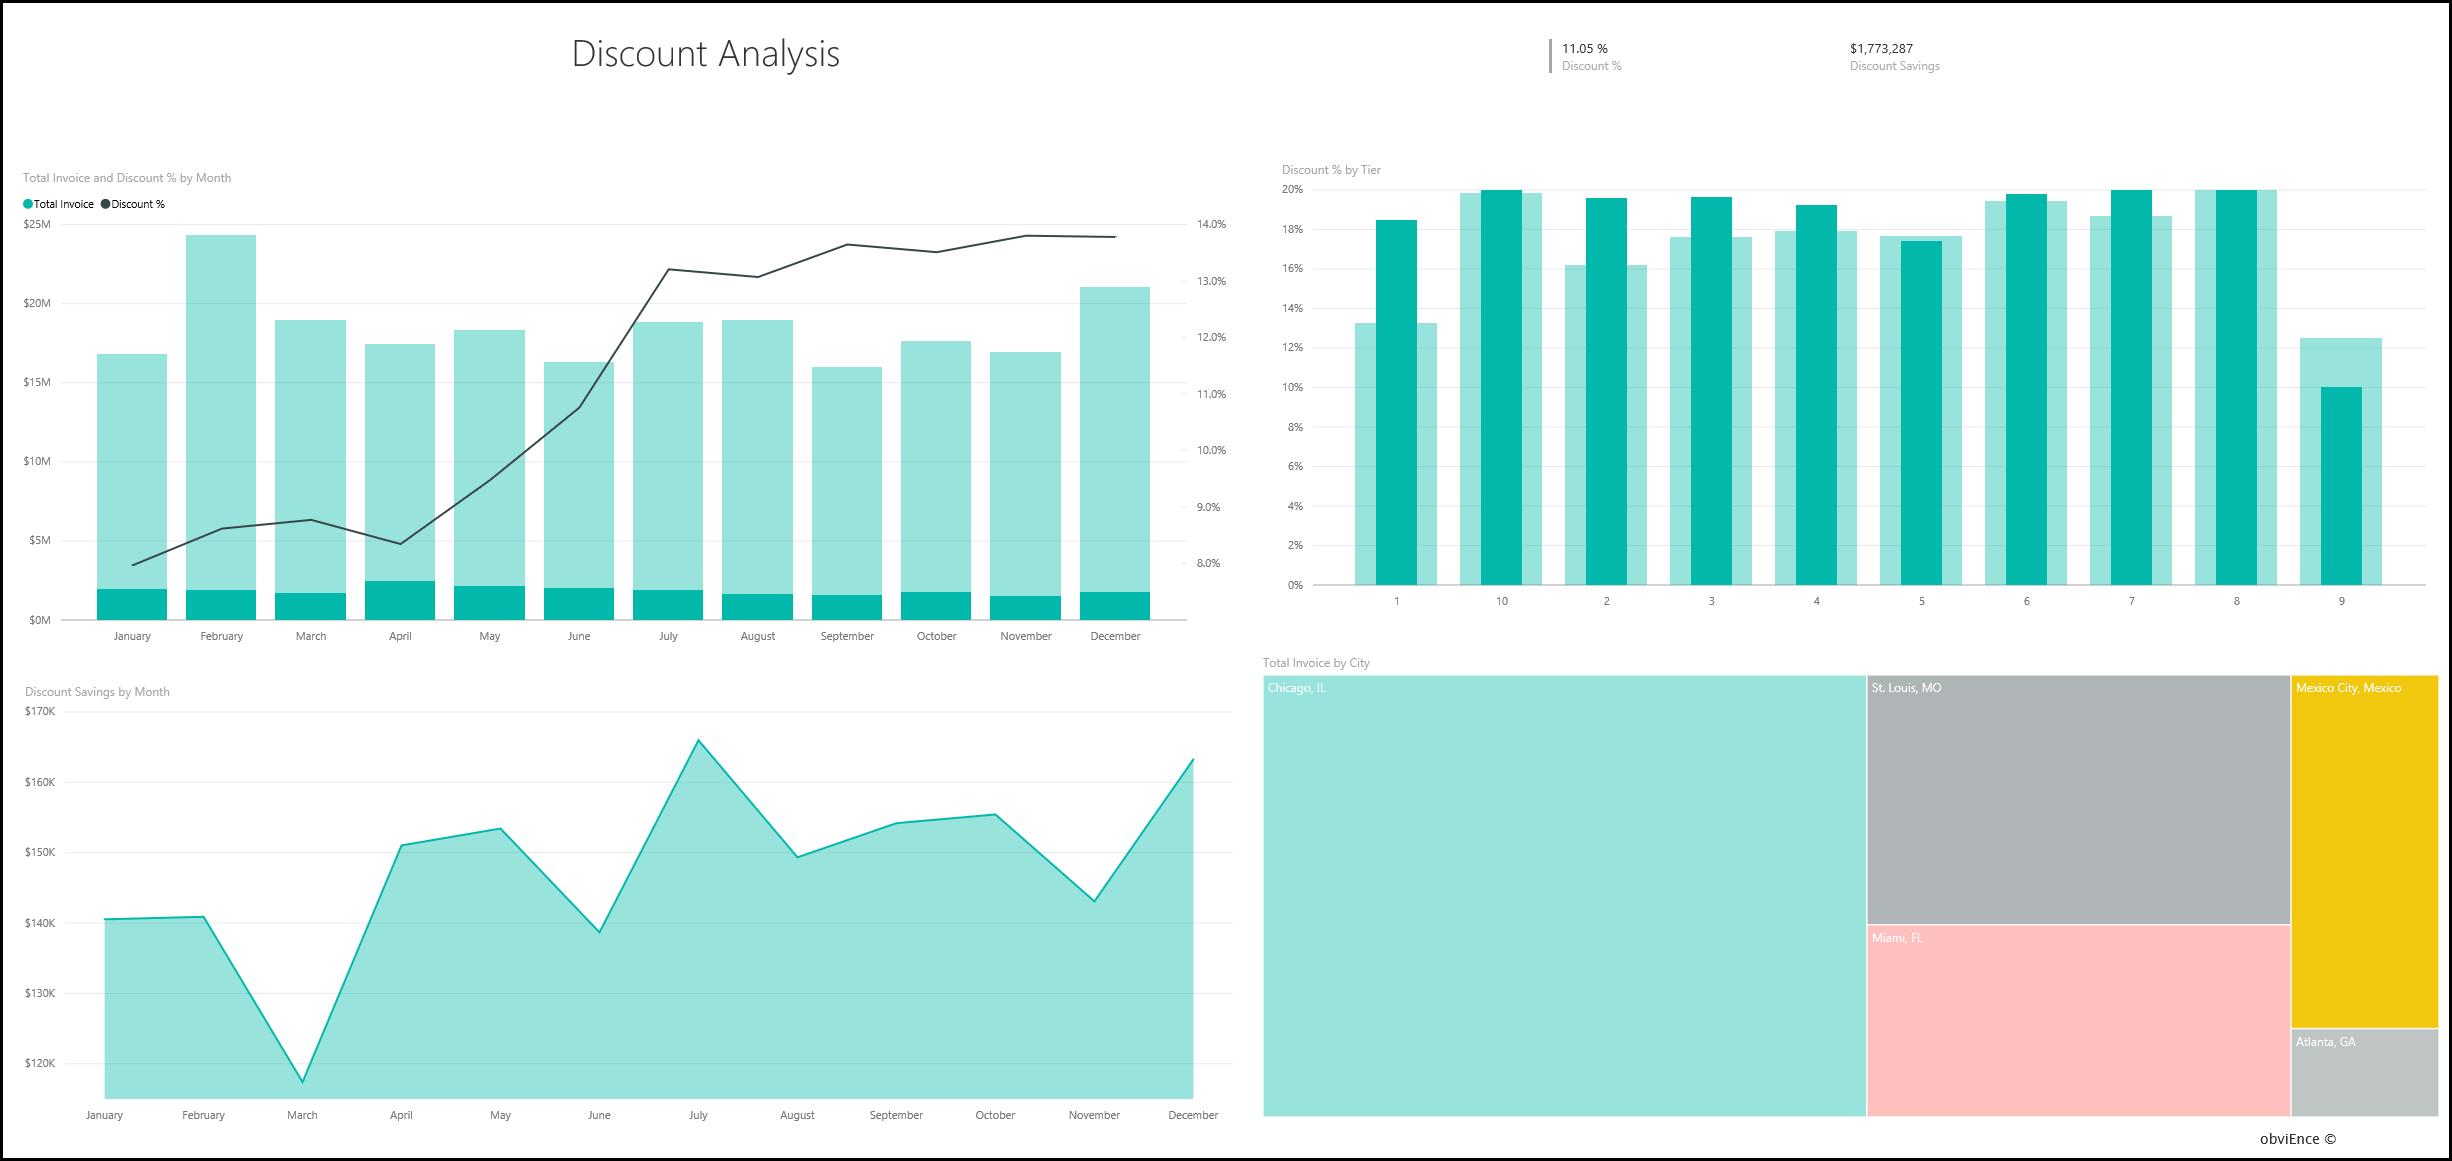 Discount Analysis
11.05 %
Discount %
$1,773,287
Discount Savings
Total Invoice and Discount % by Month
Total Invoice Discount %
$25M
$20M
$15M
$10M
$5M
$0M
14.0%
13.0%
12.0%
11.0%
10.0%
9.0%
8.0%
January February March April May June July August September October November December
Discount % by Tier
20%
18%
16%
14%
12%
10%
8%
6%
4%
2%
0%
1 10 2 3 4 5 6 7 8 9
Discount Savings by Month
$170K
$160K
$150K
$140K
$130K
$120K
January February March April May June July August September October November December
Total Invoice by City
Chicago, IL
St. Louis, MO
Mexico City, Mexico
Miami, FL
Atlanta, GA
obviEnce ©